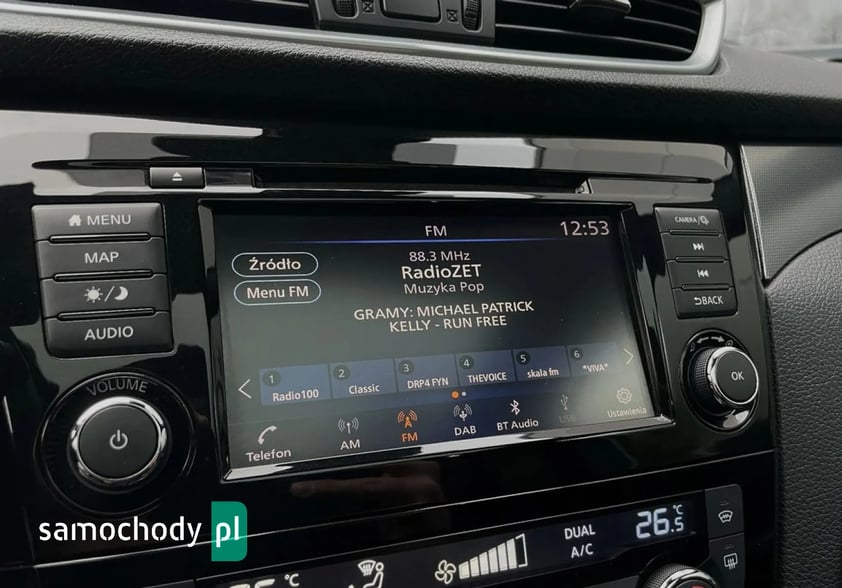 MENU
MAP
AUDIO
VOLUME
FM 12:53
Źródło
Menu FM
88.3 MHz
RadioZET
Muzyka Pop
GRAMY: MICHAEL PATRICK
KELLY - RUN FREE
1 Radio100
2 Classic
3 DRP4 FYN
4 THEVOICE
5 skala fm
6 *VIVA*
Telefon
AM
FM
DAB
BT Audio
USB
Ustawienia
CAMERA/
BACK
OK
samochody pl
DUAL
A/C
26.5 °C
°C